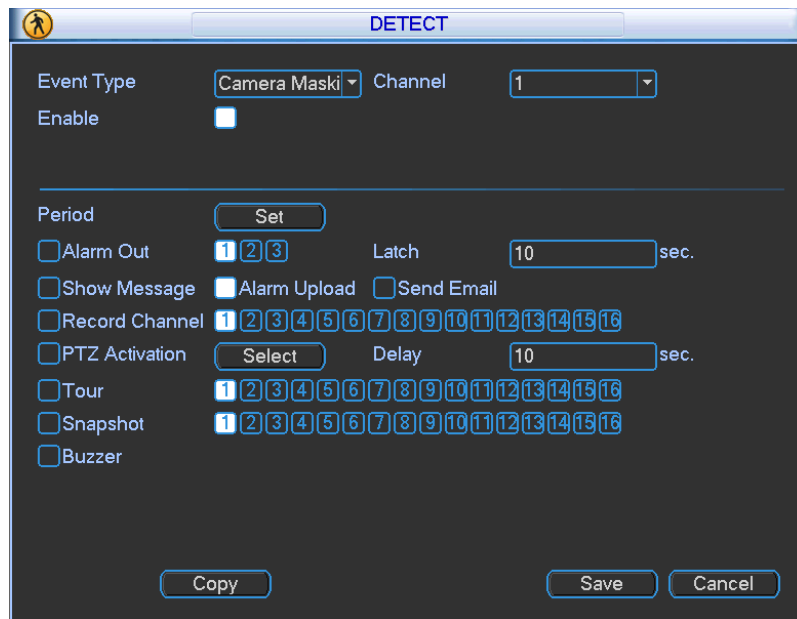 DETECT
Event Type Camera Maski Channel 1
Enable
Period Set
Alarm Out 1 2 3 Latch 10 sec.
Show Message Alarm Upload Send Email
Record Channel 1 2 3 4 5 6 7 8 9 10 11 12 13 14 15 16
PTZ Activation Select Delay 10 sec.
Tour 1 2 3 4 5 6 7 8 9 10 11 12 13 14 15 16
Snapshot 1 2 3 4 5 6 7 8 9 10 11 12 13 14 15 16
Buzzer
Copy Save Cancel